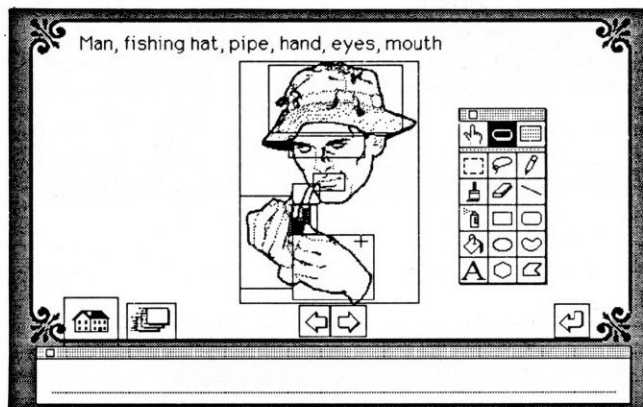 Man, fishing hat, pipe, hand, eyes, mouth
A